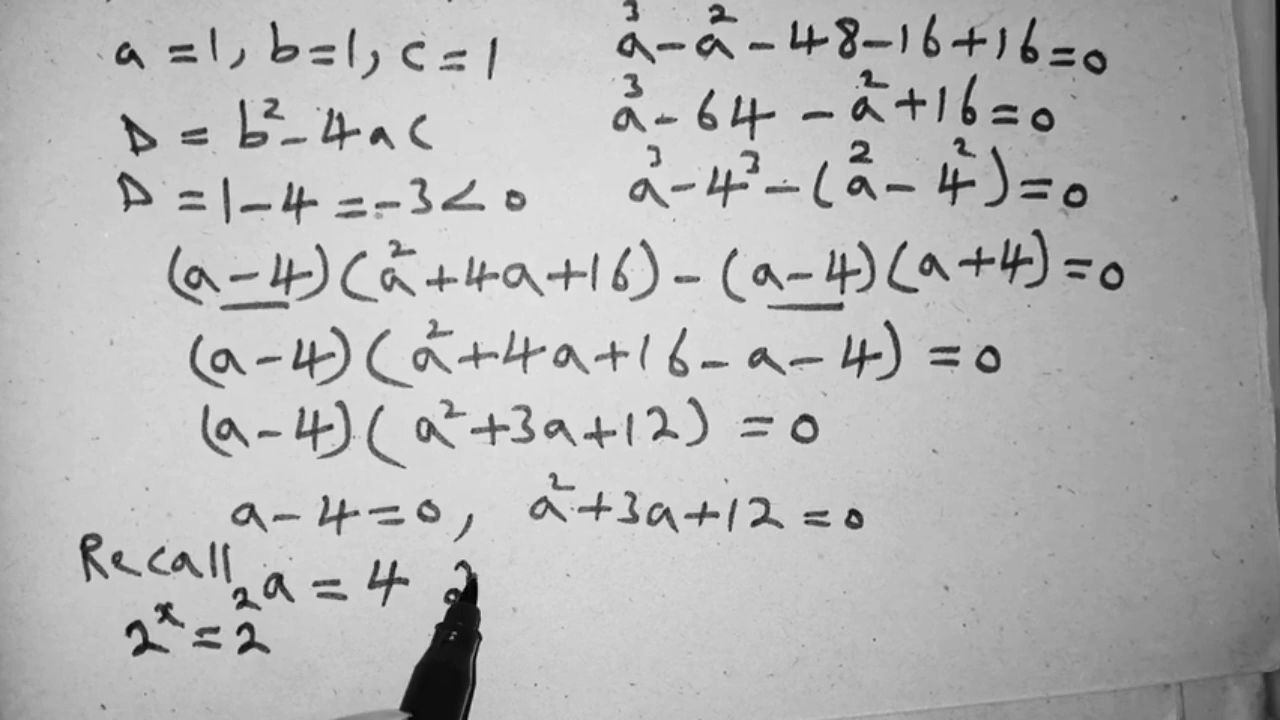 a = 1, b = 1, c = 1
D = b² - 4ac
D = 1 - 4 = -3 < 0
a³ - a² - 48 - 16 + 16 = 0
a³ - 64 - a² + 16 = 0
a³ - 4³ - (a² - 4²) = 0
(a - 4)(a² + 4a + 16) - (a - 4)(a + 4) = 0
(a - 4)(a² + 4a + 16 - a - 4) = 0
(a - 4)(a² + 3a + 12) = 0
a - 4 = 0, a² + 3a + 12 = 0
Recall, a = 4
2ˣ = 2²